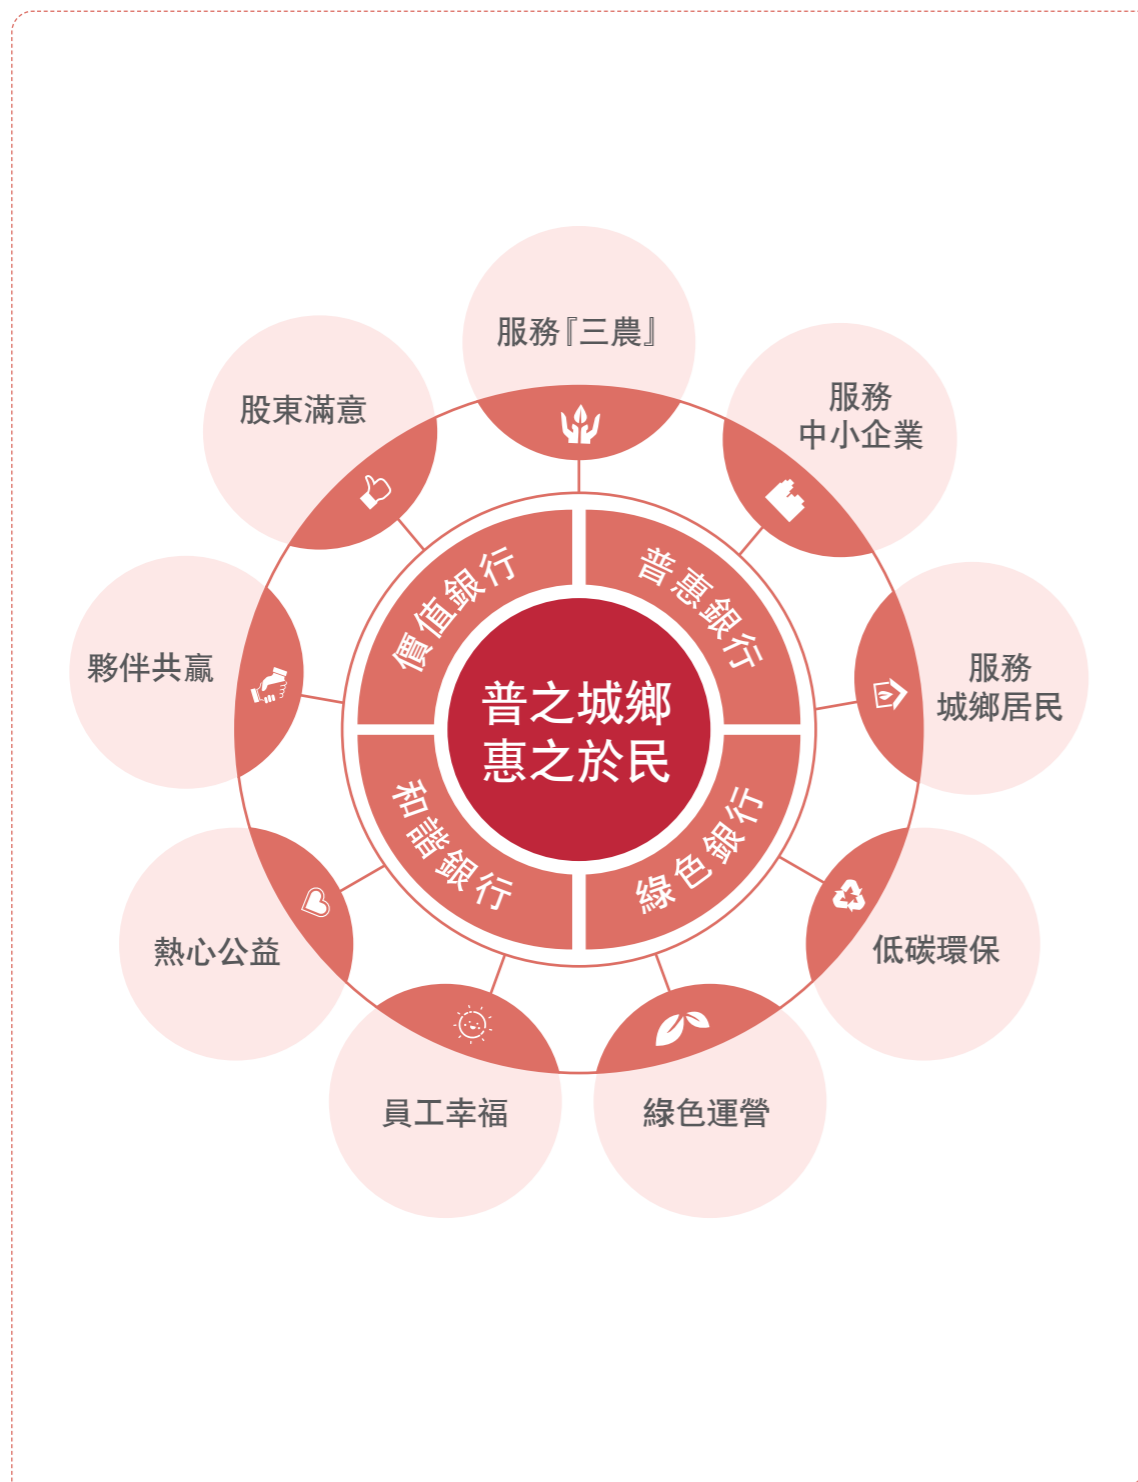 服務『三農』
服務
中小企業
服務
城鄉居民
低碳環保
綠色運營
員工幸福
熱心公益
夥伴共贏
股東滿意
價值銀行
普惠銀行
綠色銀行
和諧銀行
普之城鄉
惠之於民